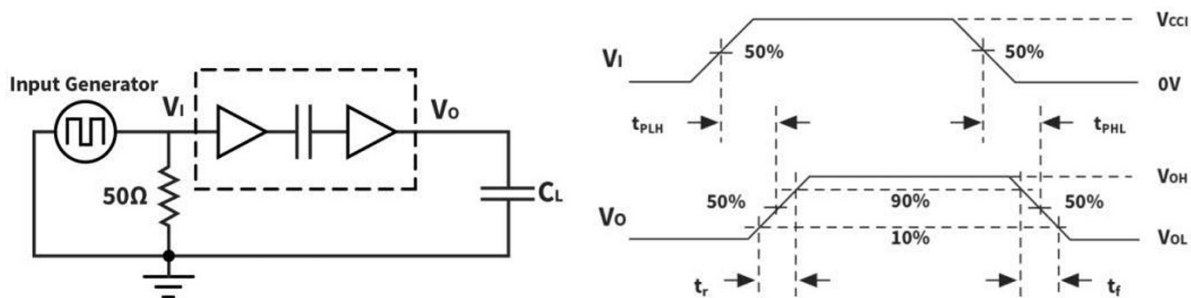 Input Generator
VI
VO
50Ω
CL
VI
50%
50%
VCCI
0V
tPLH
tPHL
VO
50%
90%
50%
10%
VOH
VOL
tr
tf